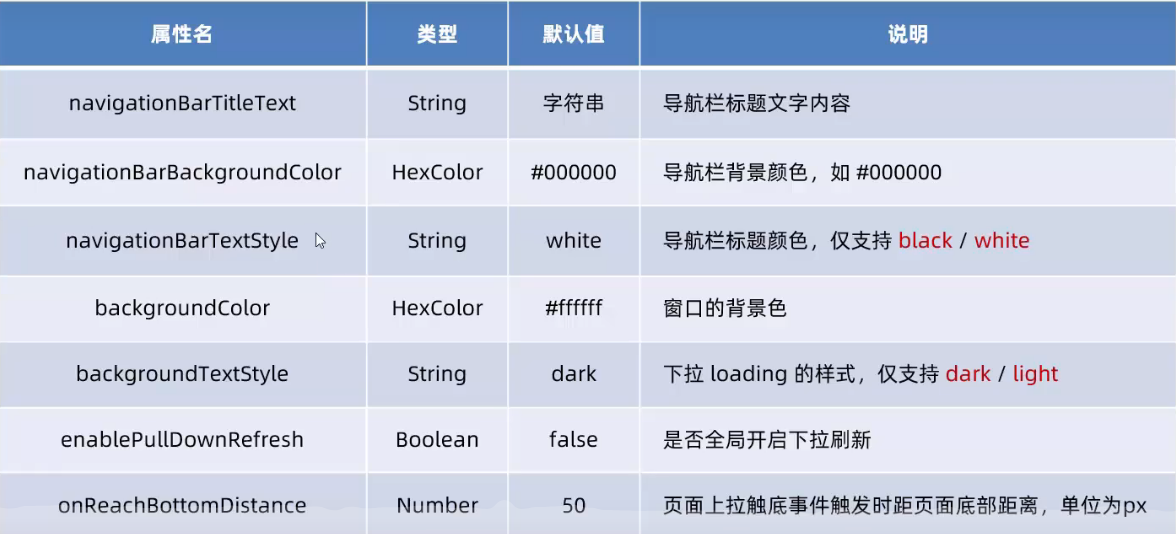 属性名 类型 默认值 说明
navigationBarTitleText String 字符串 导航栏标题文字内容
navigationBarBackgroundColor HexColor #000000 导航栏背景颜色，如 #000000
navigationBarTextStyle String white 导航栏标题颜色，仅支持 black / white
backgroundColor HexColor #ffffff 窗口的背景色
backgroundTextStyle String dark 下拉 loading 的样式，仅支持 dark / light
enablePullDownRefresh Boolean false 是否全局开启下拉刷新
onReachBottomDistance Number 50 页面上拉触底事件触发时距页面底部距离，单位为px